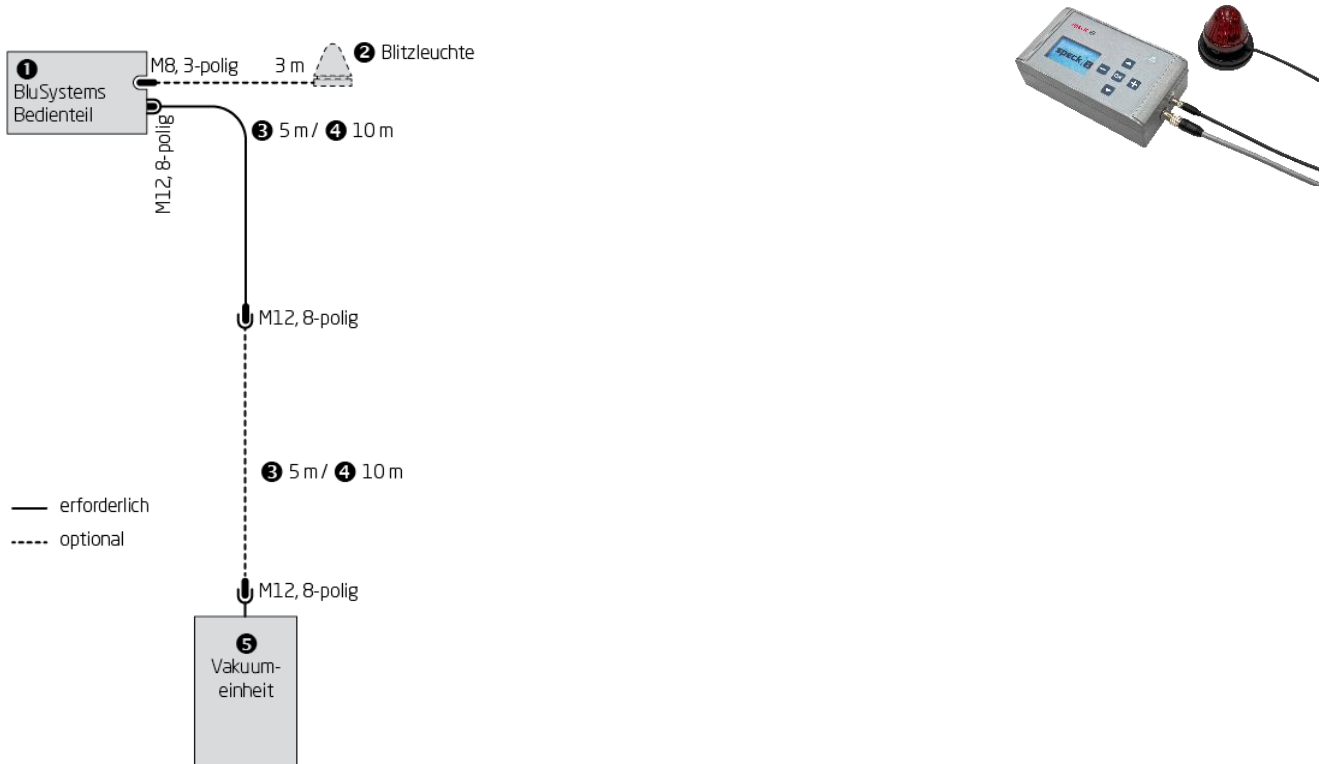 ❶
BluSystems
Bedienteil
M8, 3-polig
3 m
❷ Blitzleuchte
M12, 8-polig
❸ 5 m / ❹ 10 m
M12, 8-polig
❸ 5 m / ❹ 10 m
erforderlich
optional
M12, 8-polig
❺
Vakuum-
einheit
speck